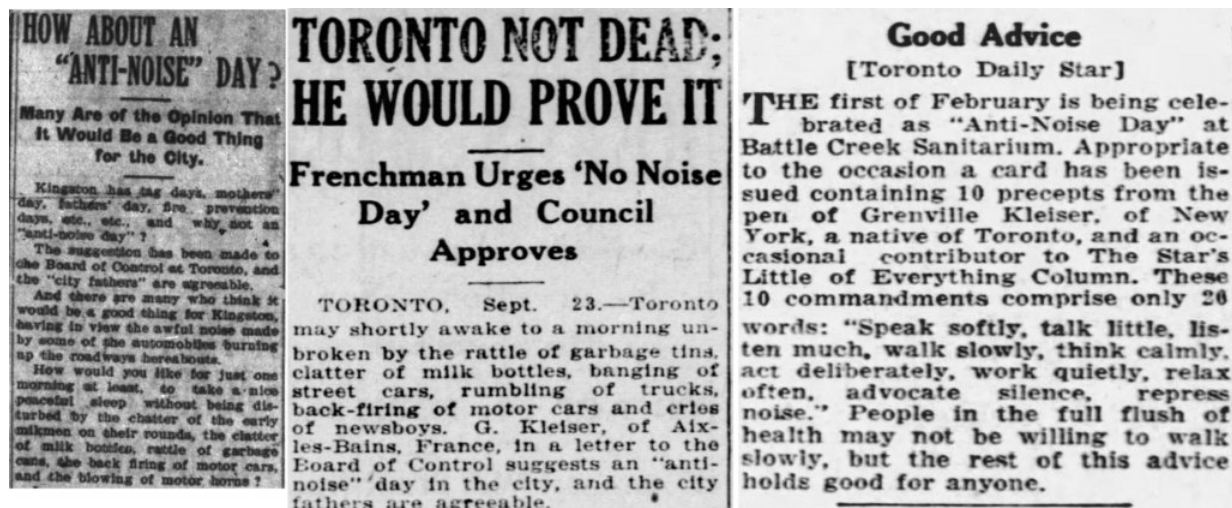 HOW ABOUT AN
"ANTI-NOISE" DAY?
Many Are of the Opinion That
It Would Be a Good Thing
for the City.
Kingston has tag days, mothers'
day, fathers' day, fire prevention
days, etc., etc., and why not an
"anti-noise day"?
The suggestion has been made to
the Board of Control at Toronto, and
the "city fathers" are agreeable.
And there are many who think it
would be a good thing for Kingston,
having in view the awful noise made
by some of the automobiles burning
up the roadways hereabouts.
How would you like for just one
morning at least, to take a nice
peaceful sleep without being dis-
turbed by the chatter of the early
mikmen on their rounds, the clatter
of milk bottles, rattle of garbage
cans, the back firing of motor cars,
and the blowing of motor horns?
TORONTO NOT DEAD;
HE WOULD PROVE IT
Frenchman Urges 'No Noise
Day' and Council
Approves
TORONTO, Sept. 23.—Toronto
may shortly awake to a morning un-
broken by the rattle of garbage tins,
clatter of milk bottles, banging of
street cars, rumbling of trucks,
back-firing of motor cars and cries
of newsboys. G. Kleiser, of Aix-
les-Bains, France, in a letter to the
Board of Control suggests an "anti-
noise" day in the city, and the city
fathers are agreeable.
Good Advice
[Toronto Daily Star]
THE first of February is being cele-
brated as "Anti-Noise Day" at
Battle Creek Sanitarium. Appropriate
to the occasion a card has been is-
sued containing 10 precepts from the
pen of Grenville Kleiser, of New
York, a native of Toronto, and an oc-
casional contributor to The Star's
Little of Everything Column. These
10 commandments comprise only 20
words: "Speak softly, talk little, lis-
ten much, walk slowly, think calmly,
act deliberately, work quietly, relax
often, advocate silence, repress
noise." People in the full flush of
health may not be willing to walk
slowly, but the rest of this advice
holds good for anyone.